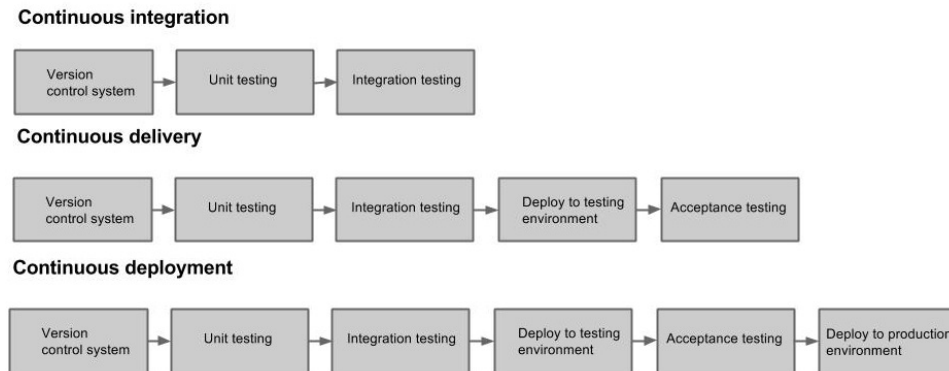 Continuous integration
Version
control system
Unit testing
Integration testing
Continuous delivery
Version
control system
Unit testing
Integration testing
Deploy to testing
environment
Acceptance testing
Continuous deployment
Version
control system
Unit testing
Integration testing
Deploy to testing
environment
Acceptance testing
Deploy to production
environment